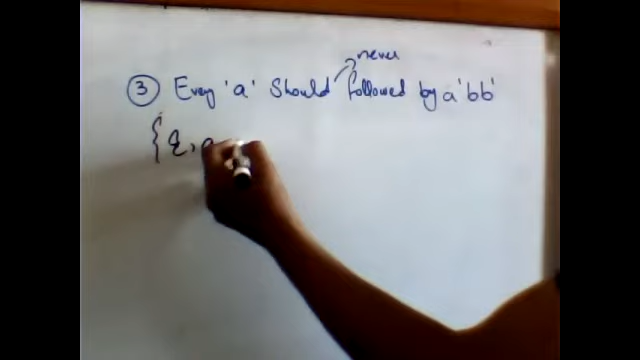 never
③ Every 'a' Should followed by a 'bb'
{ε, a